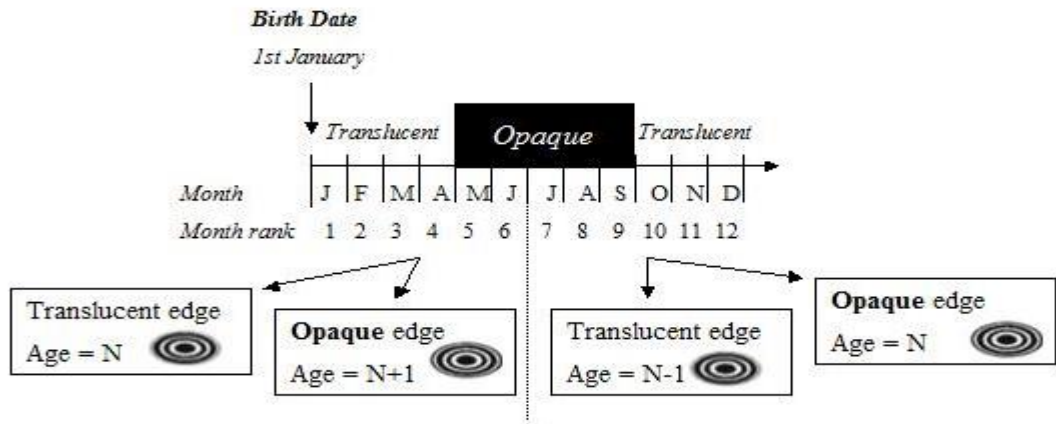 Birth Date
1st January
Translucent Opaque Translucent
Month J F M A M J J A S O N D
Month rank 1 2 3 4 5 6 7 8 9 10 11 12
Translucent edge
Age = N
Opaque edge
Age = N+1
Translucent edge
Age = N-1
Opaque edge
Age = N